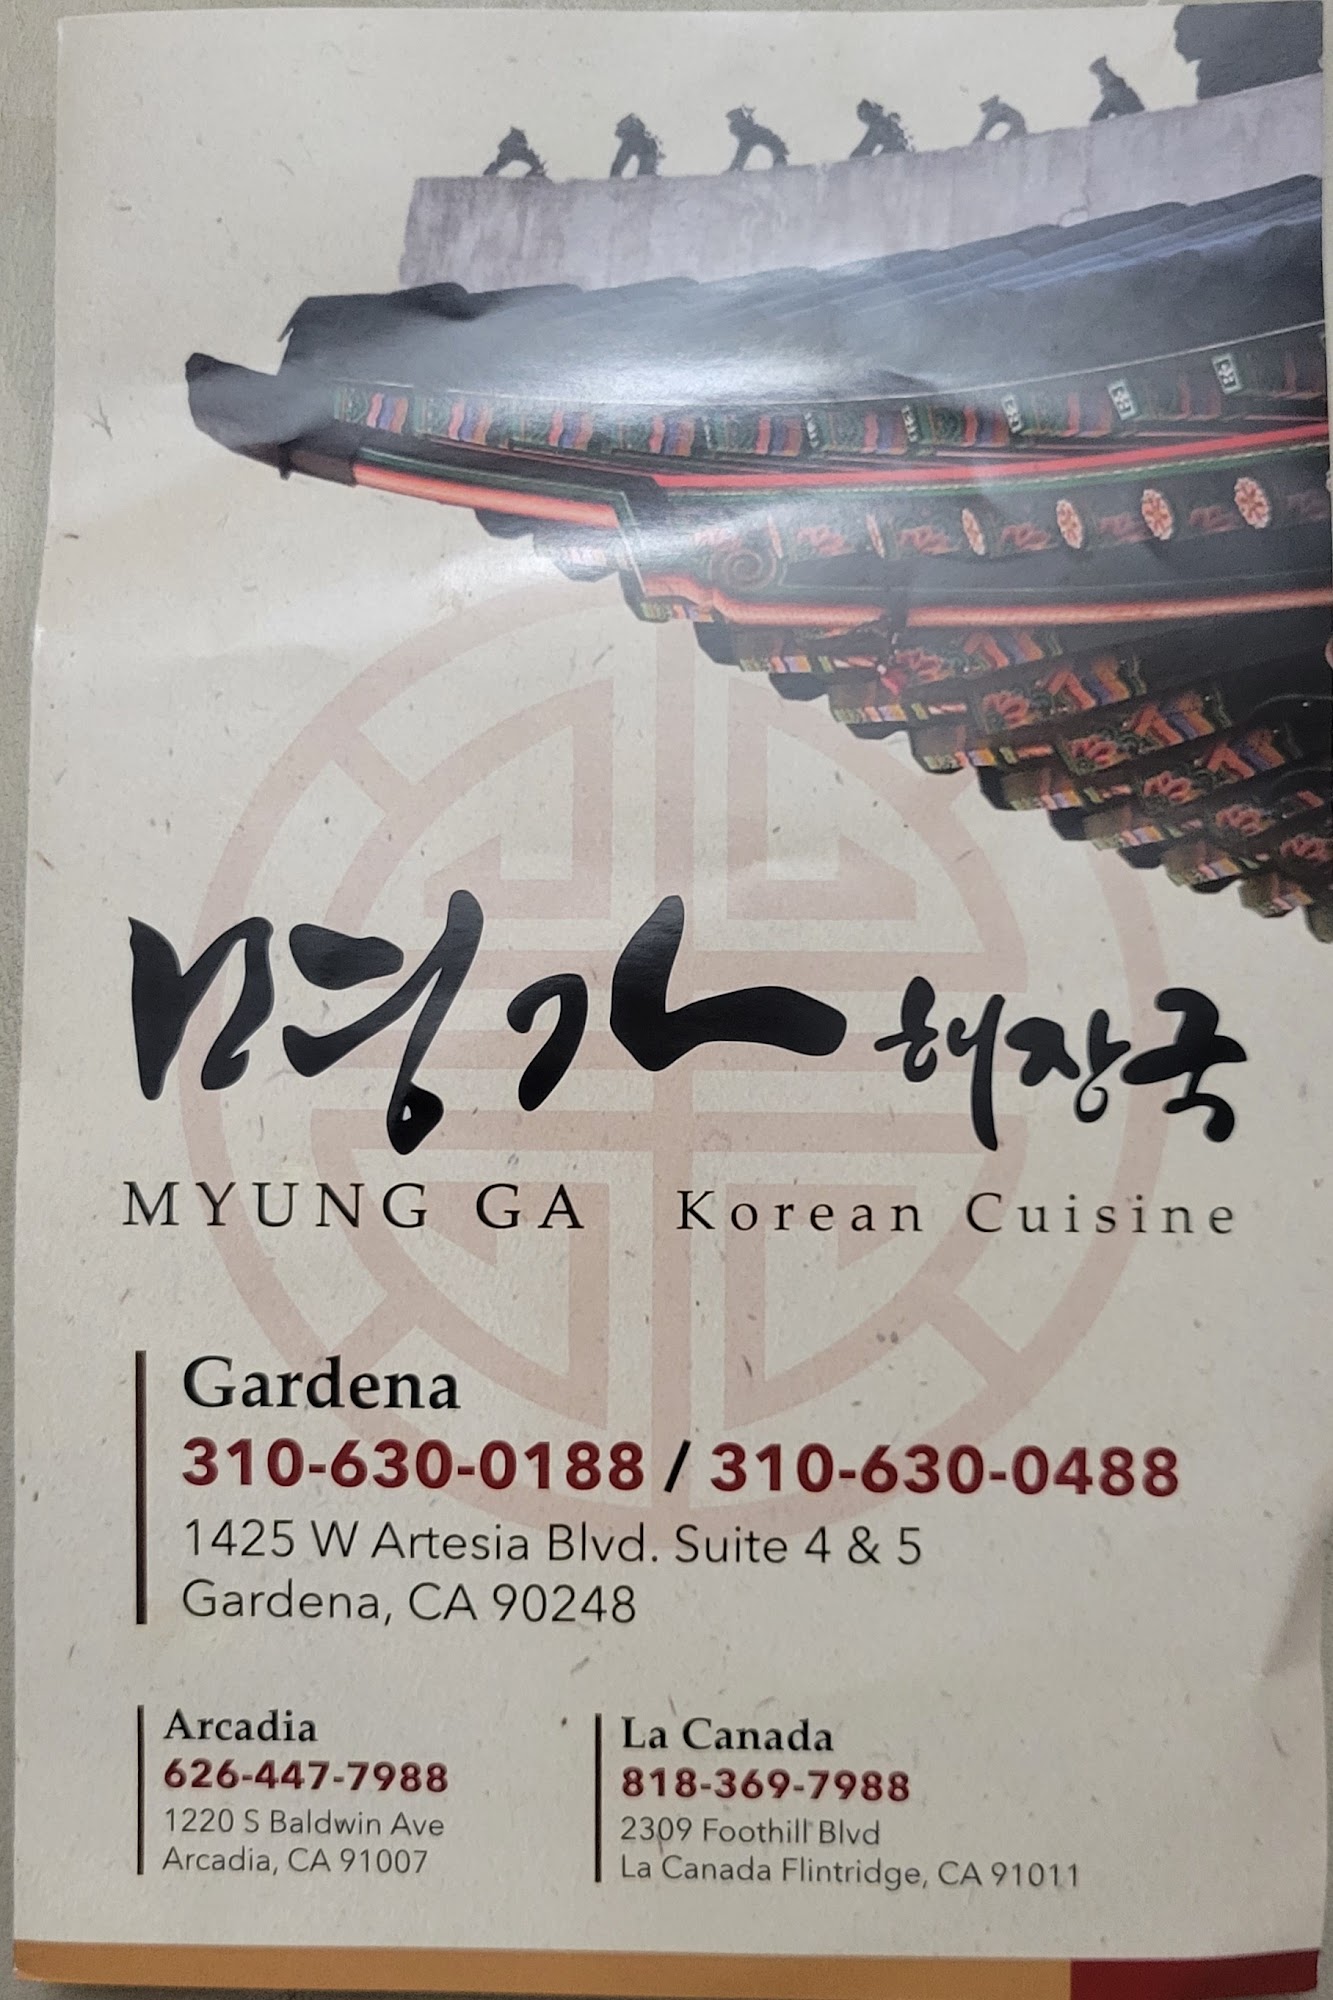 명가 해장국
MYUNG GA Korean Cuisine
Gardena
310-630-0188 / 310-630-0488
1425 W Artesia Blvd. Suite 4 & 5
Gardena, CA 90248
Arcadia
626-447-7988
1220 S Baldwin Ave
Arcadia, CA 91007
La Canada
818-369-7988
2309 Foothill Blvd
La Canada Flintridge, CA 91011